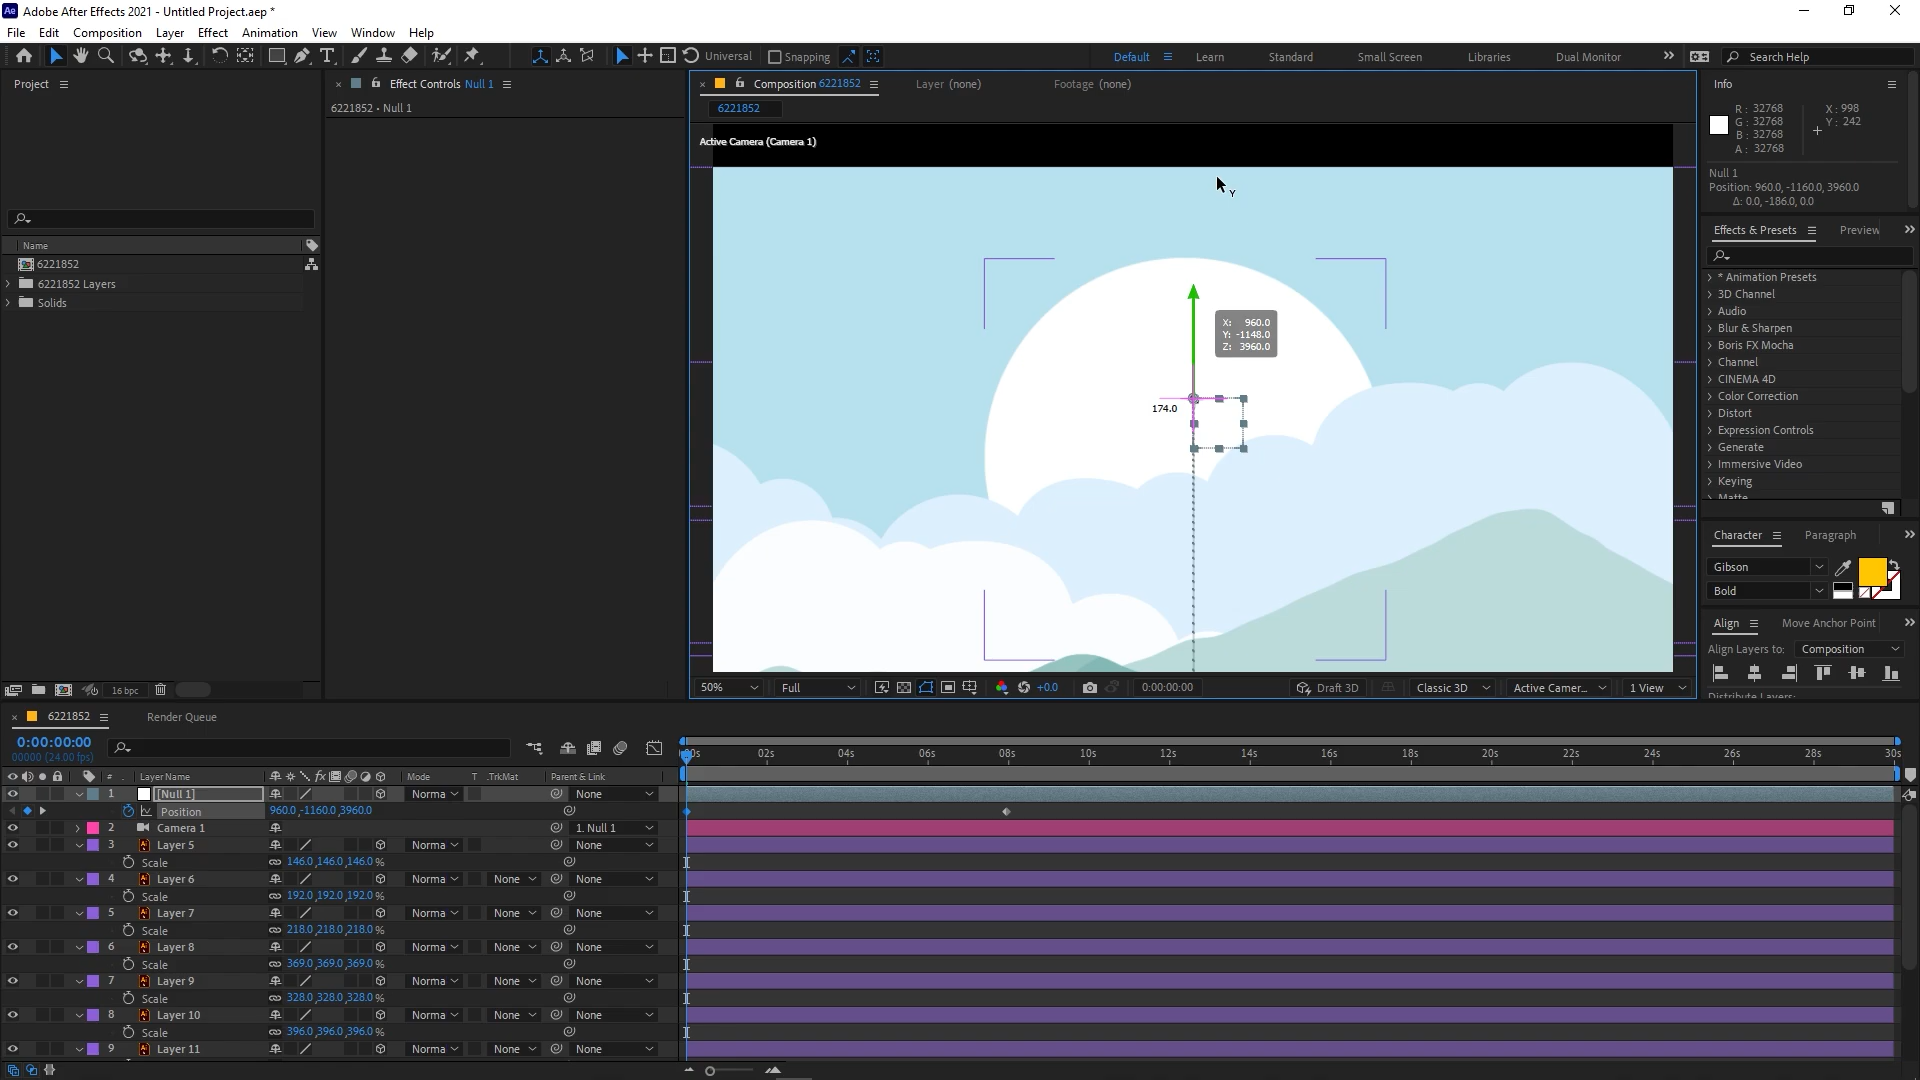 Ae Adobe After Effects 2021 - Untitled Project.aep *
File Edit Composition Layer Effect Animation View Window Help
Universal Snapping Default Learn Standard Small Screen Libraries Dual Monitor Search Help
Project
Effect Controls Null 1
6221852 • Null 1
Name
6221852
6221852 Layers
Solids
16 bpc
Composition 6221852 Layer (none) Footage (none)
6221852
Active Camera (Camera 1)
Y
X: 960.0
Y: -1148.0
Z: 3960.0
174.0
50% Full +0.0 0:00:00:00 Draft 3D Classic 3D Active Camer... 1 View
Info
R: 32768 X: 998
G: 32768 Y: 242
B: 32768
A: 32768
Null 1
Position: 960.0, -1160.0, 3960.0
Δ: 0.0, -186.0, 0.0
Effects & Presets Preview
* Animation Presets
3D Channel
Audio
Blur & Sharpen
Boris FX Mocha
Channel
CINEMA 4D
Color Correction
Distort
Expression Controls
Generate
Immersive Video
Keying
Matte
Character Paragraph
Gibson
Bold
Align Move Anchor Point
Align Layers to: Composition
Distribute Layers:
6221852 Render Queue
0:00:00:00
00000 (24.00 fps)
02s 04s 06s 08s 10s 12s 14s 16s 18s 20s 22s 24s 26s 28s 30s
# Layer Name fx Mode T .TrkMat Parent & Link
1 [Null 1] Norma None
Position 960.0,-1160.0,3960.0
2 Camera 1 1. Null 1
3 Layer 5 Norma None
Scale 146.0,146.0,146.0%
4 Layer 6 Norma None None
Scale 192.0,192.0,192.0%
5 Layer 7 Norma None None
Scale 218.0,218.0,218.0%
6 Layer 8 Norma None None
Scale 369.0,369.0,369.0%
7 Layer 9 Norma None None
Scale 328.0,328.0,328.0%
8 Layer 10 Norma None None
Scale 396.0,396.0,396.0%
9 Layer 11 Norma None None